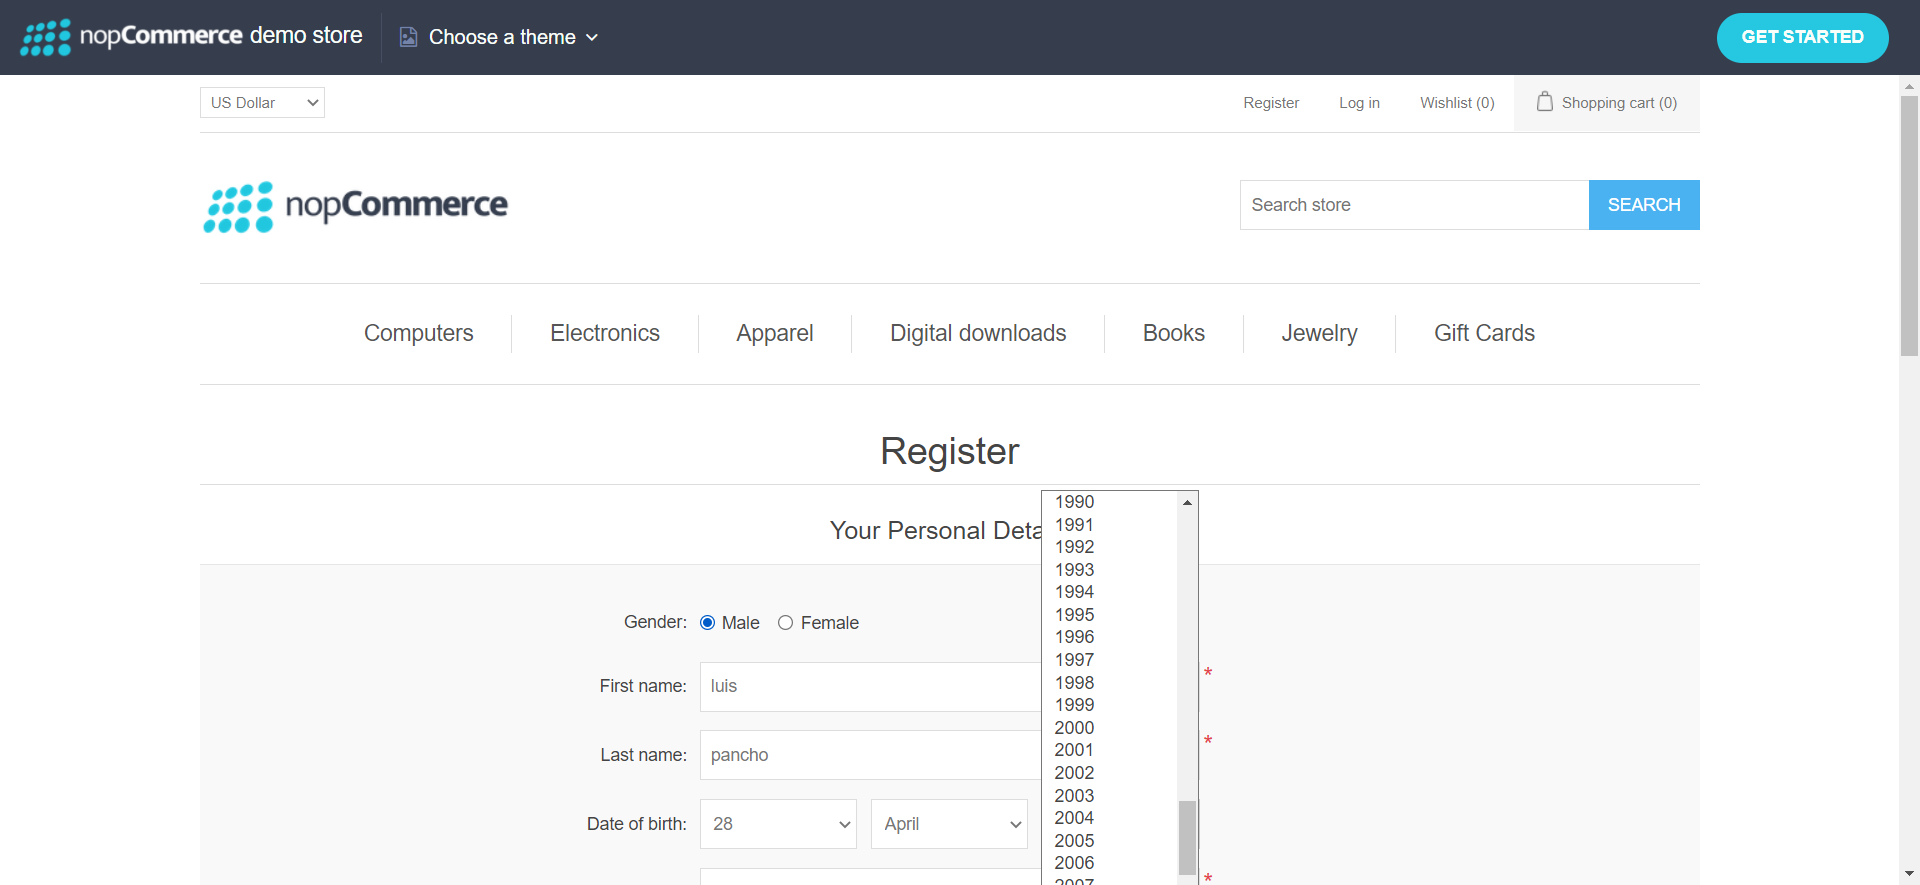 nopCommerce demo store
Choose a theme
GET STARTED
US Dollar
Register
Log in
Wishlist (0)
Shopping cart (0)
nopCommerce
Search store
SEARCH
Computers
Electronics
Apparel
Digital downloads
Books
Jewelry
Gift Cards
Register
Your Personal Deta
Gender:
Male
Female
First name:
luis
*
Last name:
pancho
*
Date of birth:
28
April
1990
1991
1992
1993
1994
1995
1996
1997
1998
1999
2000
2001
2002
2003
2004
2005
2006
2007
*